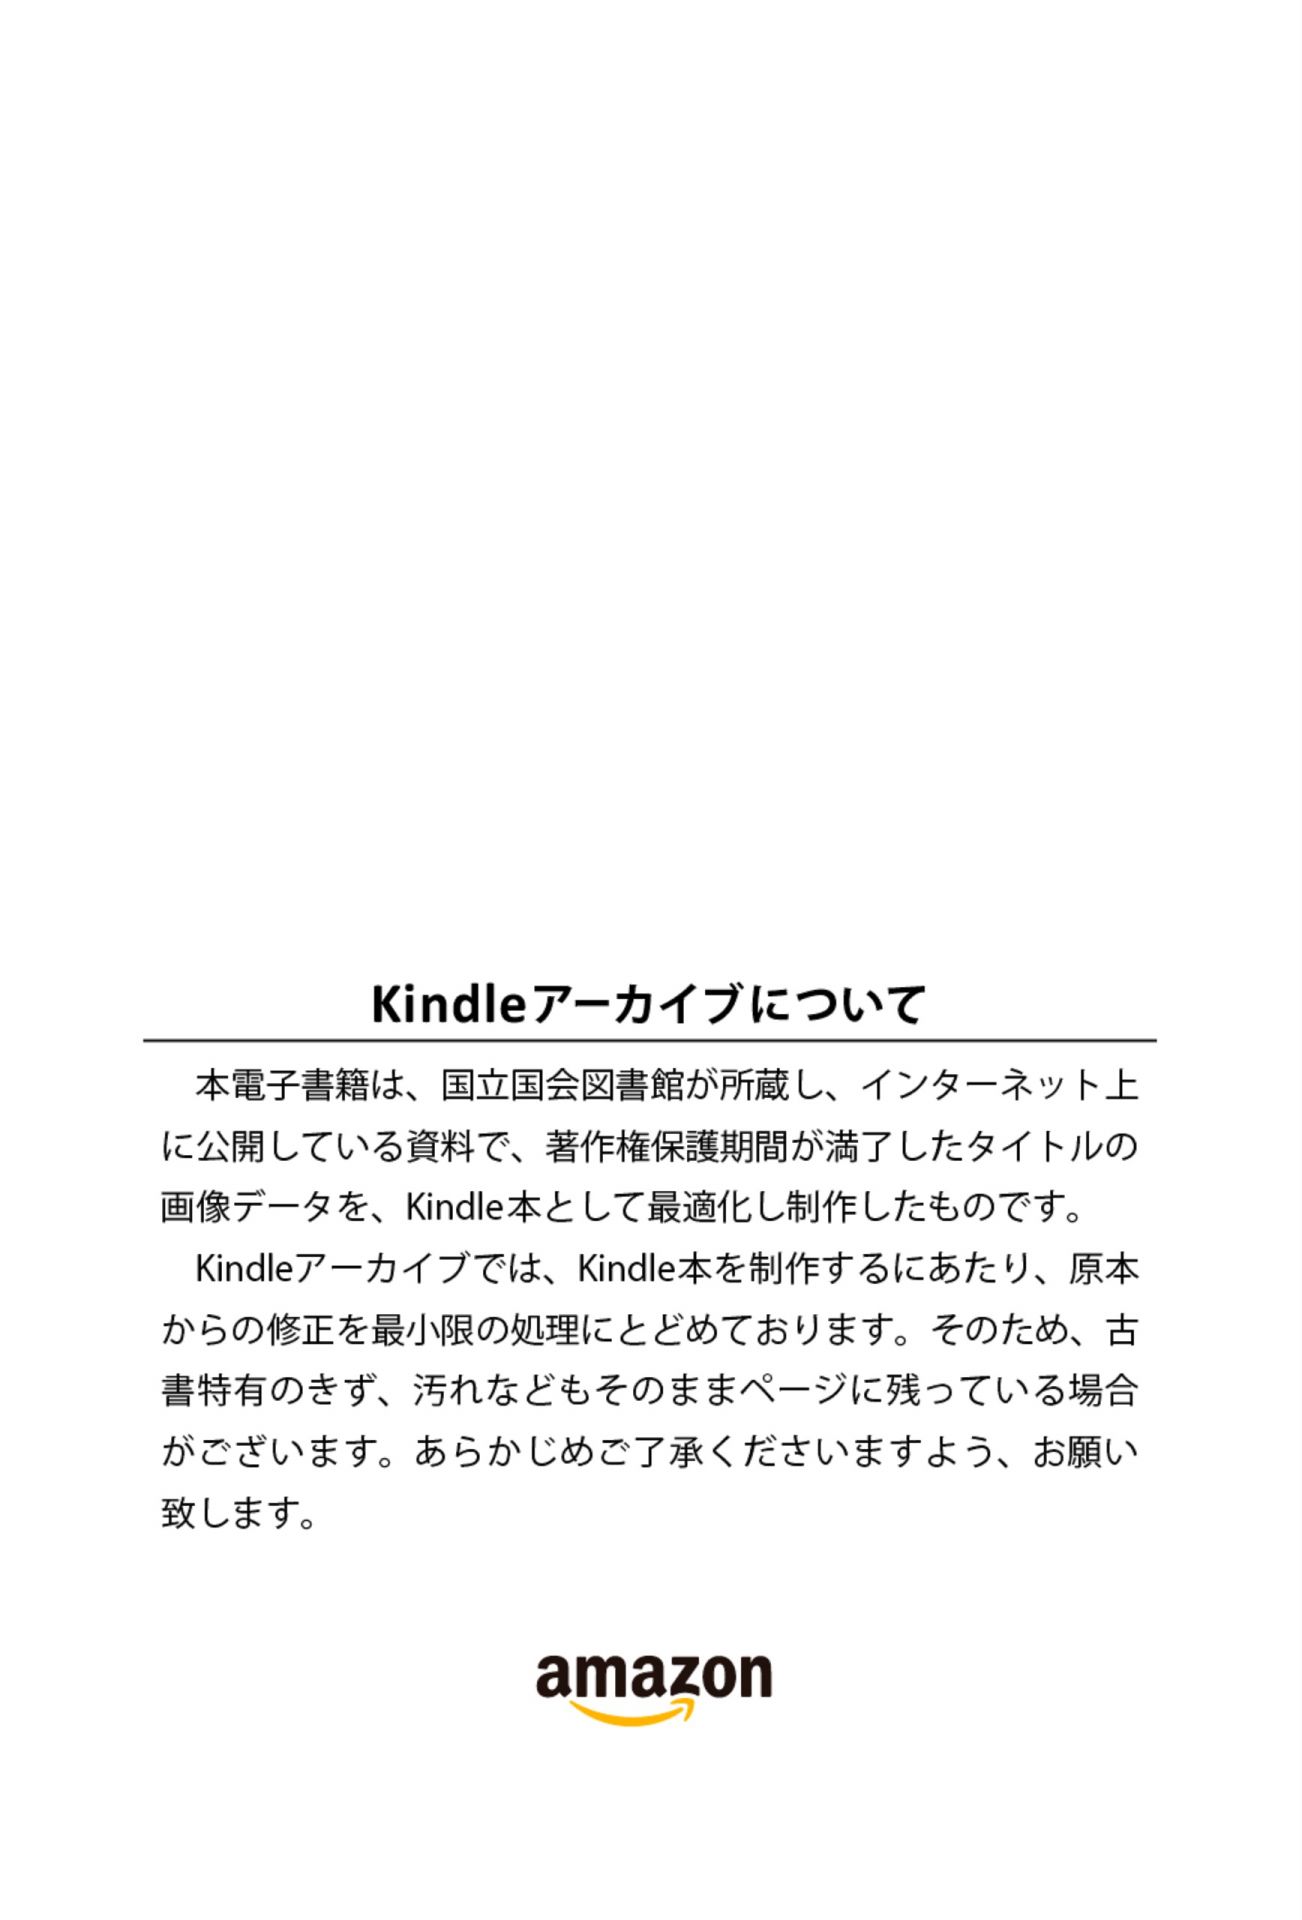 Kindleアーカイブについて
本電子書籍は、国立国会図書館が所蔵し、インターネット上
に公開している資料で、著作権保護期間が満了したタイトルの
画像データを、Kindle本として最適化し制作したものです。
Kindleアーカイブでは、Kindle本を制作するにあたり、原本
からの修正を最小限の処理にとどめております。そのため、古
書特有のきず、汚れなどもそのままページに残っている場合
がございます。あらかじめご了承くださいますよう、お願い
致します。
amazon